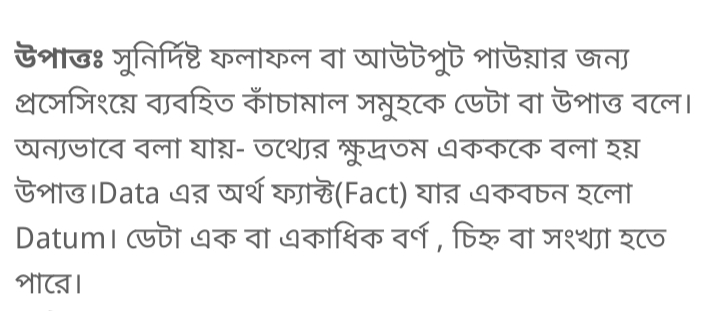 উপাত্তঃ সুনির্দিষ্ট ফলাফল বা আউটপুট পাউয়ার জন্য
প্রসেসিংয়ে ব্যবহিত কাঁচামাল সমুহকে ডেটা বা উপাত্ত বলে।
অন্যভাবে বলা যায়- তথ্যের ক্ষুদ্রতম একককে বলা হয়
উপাত্ত।Data এর অর্থ ফ্যাক্ট(Fact) যার একবচন হলো
Datum। ডেটা এক বা একাধিক বর্ণ , চিহ্ন বা সংখ্যা হতে
পারে।